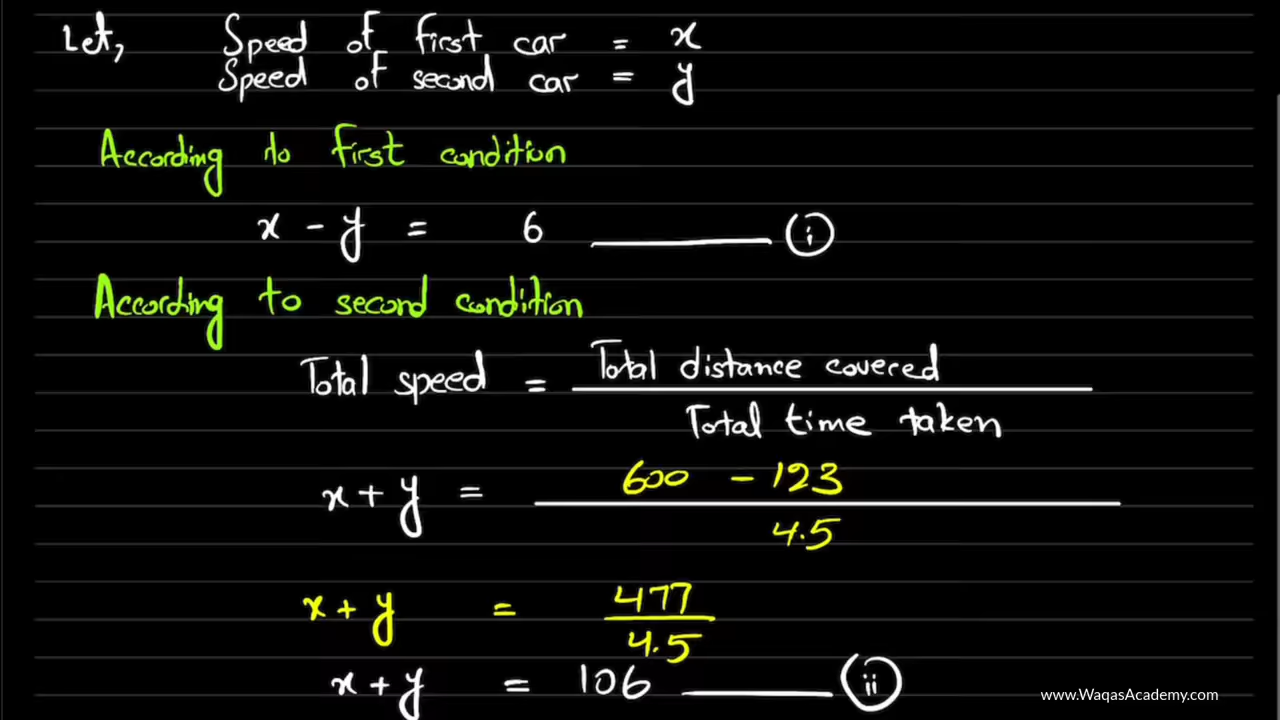 Let, Speed of first car = x
Speed of second car = y
According to first condition
x - y = 6 ______ (i)
According to second condition
Total speed = Total distance covered / Total time taken
x + y = 600 - 123 / 4.5
x + y = 477 / 4.5
x + y = 106 ______ (ii)
www.WaqasAcademy.com